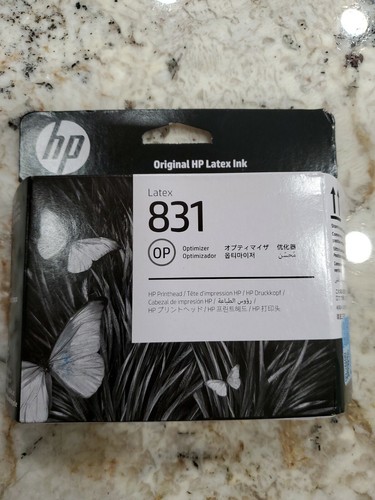 hp
Original HP Latex Ink
Latex
831
OP
Optimizer オプティマイザ 优化器
Optimizador 옵티마이저 مُحسّن
HP Printhead / Tête d'impression HP / HP Druckkopf /
Cabezal de impresión HP / رؤوس الطباعة /
HP プリントヘッド / HP 프린트헤드 / HP 打印头